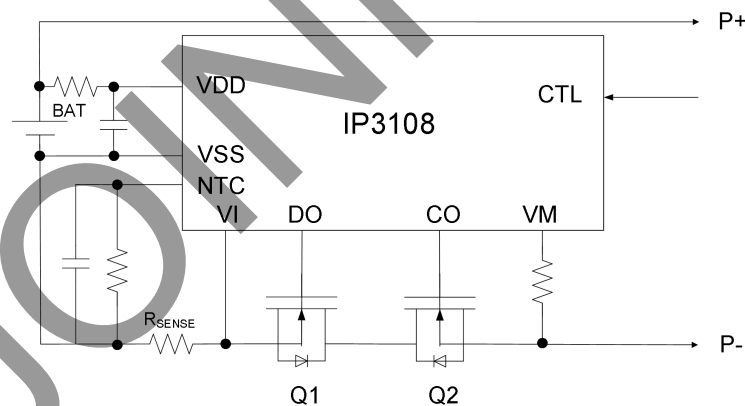 P+
VDD
CTL
BAT
IP3108
VSS
NTC
VI
DO
CO
VM
RSENSE
P-
Q1
Q2